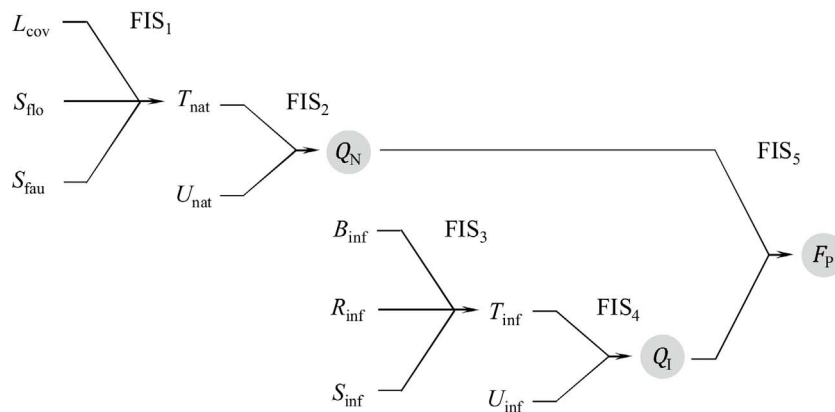 L_cov FIS_1
S_flo T_nat FIS_2
Q_N
S_fau U_nat FIS_5
B_inf FIS_3
F_P
R_inf T_inf FIS_4
Q_I
S_inf U_inf